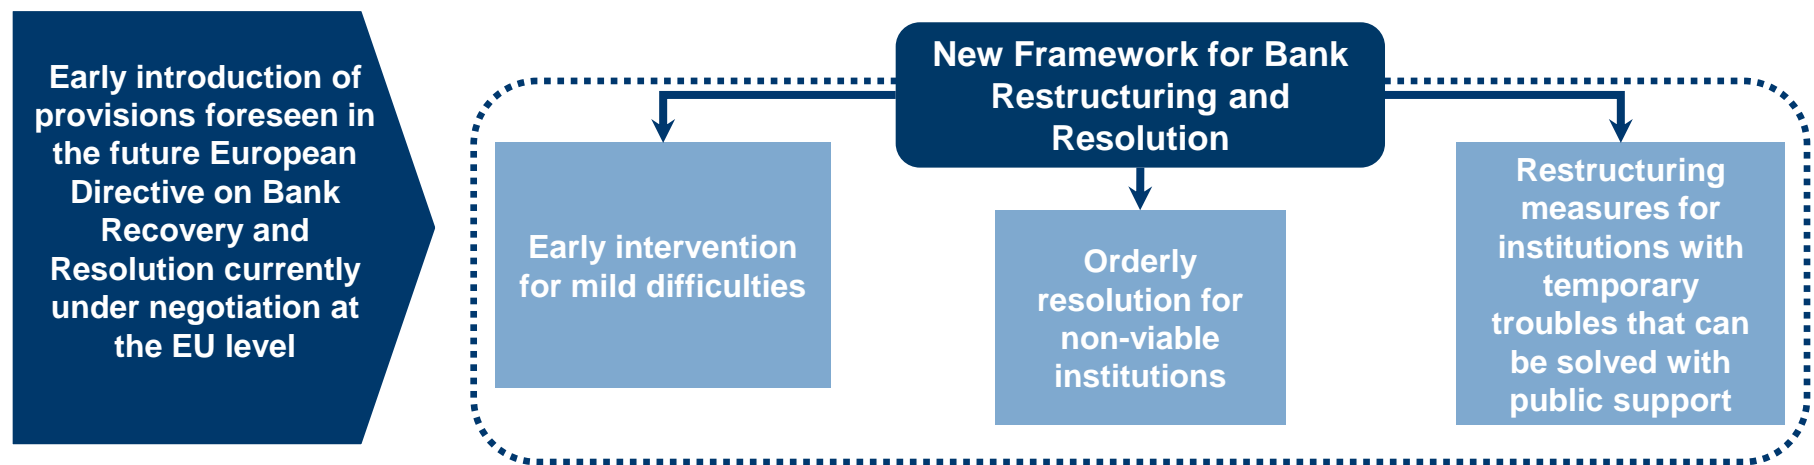 Early introduction of
provisions foreseen in
the future European
Directive on Bank
Recovery and
Resolution currently
under negotiation at
the EU level
New Framework for Bank
Restructuring and
Resolution
Early intervention
for mild difficulties
Orderly
resolution for
non-viable
institutions
Restructuring
measures for
institutions with
temporary
troubles that can
be solved with
public support